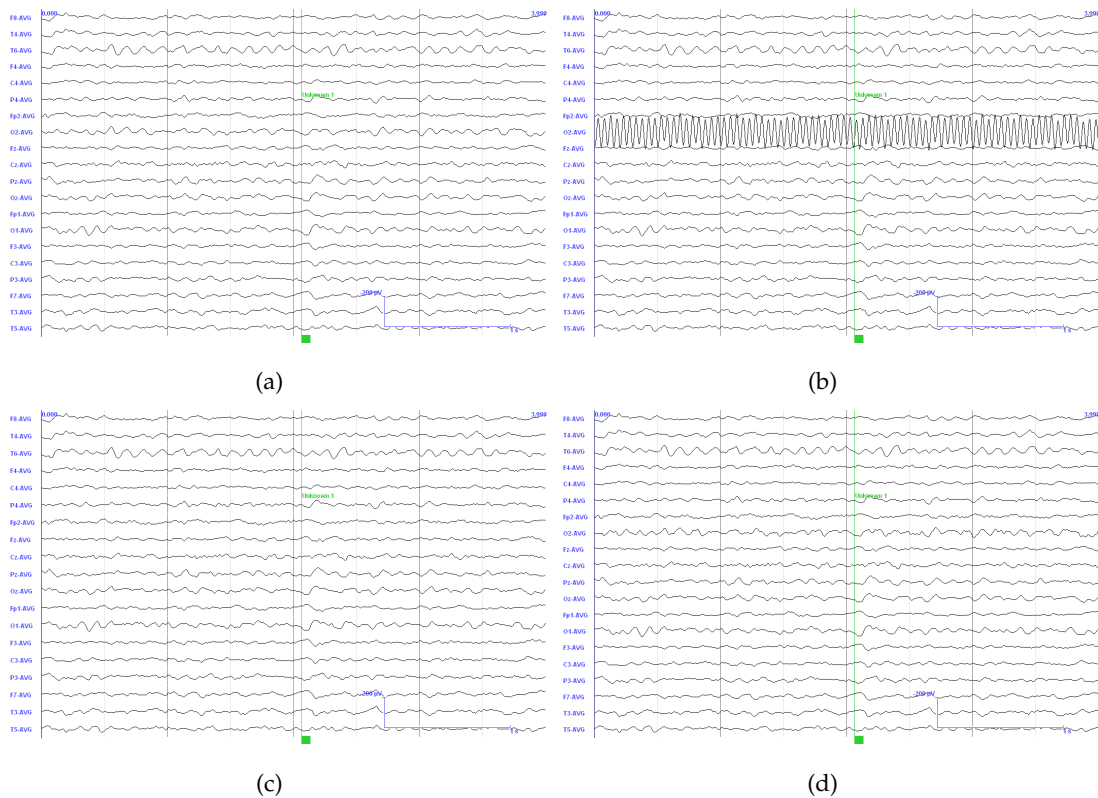 0.000 3.999
F8-AVG
T4-AVG
T6-AVG
F4-AVG
C4-AVG
Unknown 1
P4-AVG
Fp2-AVG
O2-AVG
Fz-AVG
Cz-AVG
Pz-AVG
Oz-AVG
Fp1-AVG
O1-AVG
F3-AVG
C3-AVG
P3-AVG
200 µV
F7-AVG
T3-AVG
T5-AVG
1 s
(a)
0.000 3.999
F8-AVG
T4-AVG
T6-AVG
F4-AVG
C4-AVG
Unknown 1
P4-AVG
Fp2-AVG
O2-AVG
Fz-AVG
Cz-AVG
Pz-AVG
Oz-AVG
Fp1-AVG
O1-AVG
F3-AVG
C3-AVG
P3-AVG
200 µV
F7-AVG
T3-AVG
T5-AVG
1 s
(b)
0.000 3.999
F8-AVG
T4-AVG
T6-AVG
F4-AVG
C4-AVG
Unknown 1
P4-AVG
Fp2-AVG
Fz-AVG
Cz-AVG
Pz-AVG
Oz-AVG
Fp1-AVG
O1-AVG
F3-AVG
C3-AVG
P3-AVG
200 µV
F7-AVG
T3-AVG
T5-AVG
1 s
(c)
0.000 3.999
F8-AVG
T4-AVG
T6-AVG
F4-AVG
C4-AVG
Unknown 1
P4-AVG
Fp2-AVG
O2-AVG
Fz-AVG
Cz-AVG
Pz-AVG
Oz-AVG
Fp1-AVG
O1-AVG
F3-AVG
C3-AVG
P3-AVG
200 µV
F7-AVG
T3-AVG
T5-AVG
1 s
(d)